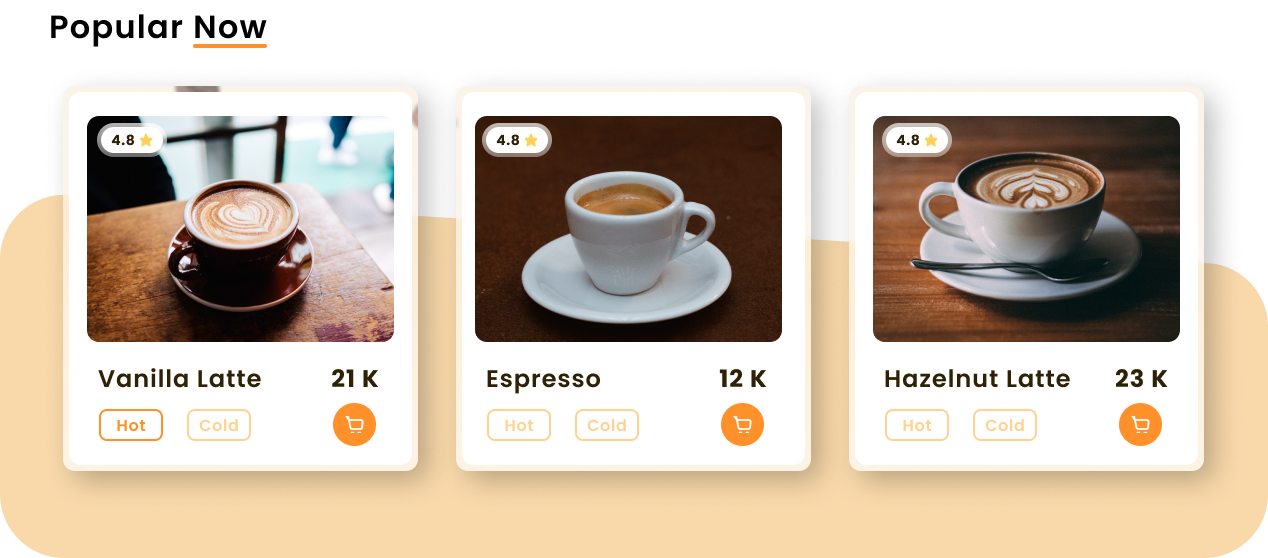 Popular Now
4.8
4.8
4.8
Vanilla Latte 21 K
Hot Cold
Espresso 12 K
Hot Cold
Hazelnut Latte 23 K
Hot Cold